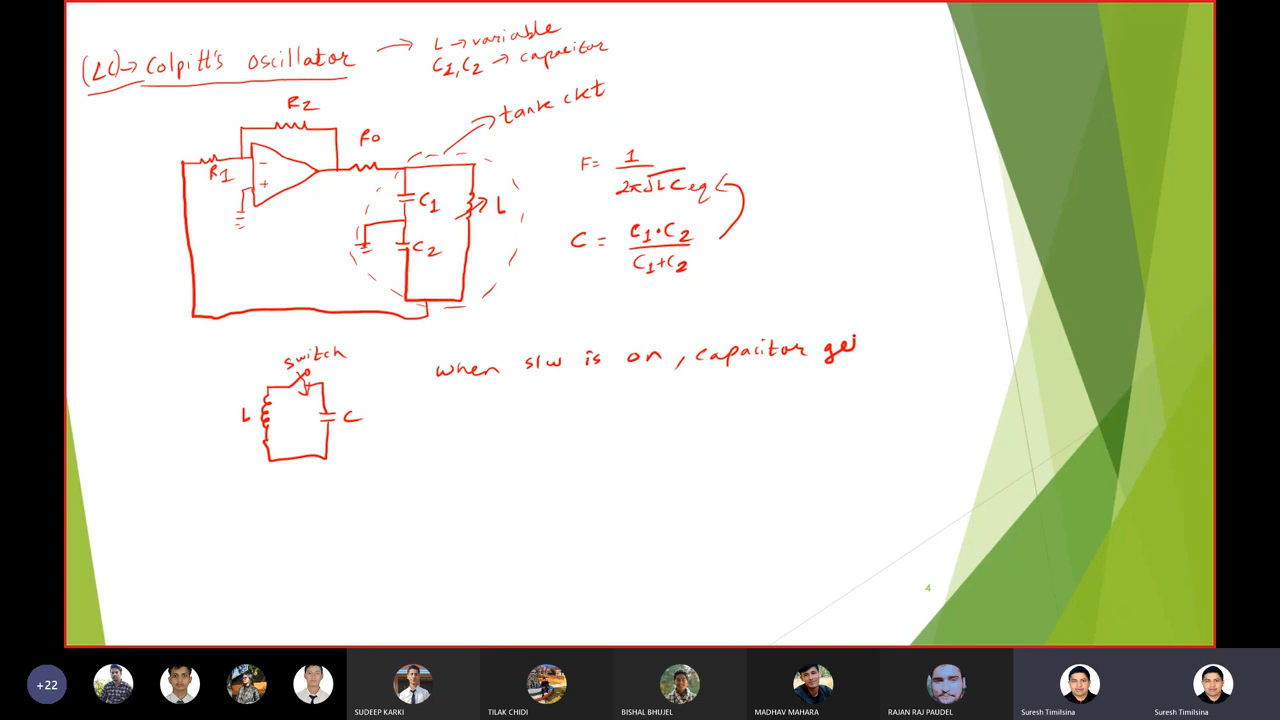 (LC)→ Colpitt's oscillator → L → variable
C1, C2 → capacitor
tank ckt
R2
R0
R1
-
+
C1
L
C2
F = 1 / 2π√LCeq
C = C1·C2 / C1+C2
switch
L
C
when s/w is on, capacitor ge
4
+22
SUDEEP KARKI
TILAK CHIDI
BISHAL BHUJEL
MADHAV MAHARA
RAJAN RAJ PAUDEL
Suresh Timilsina
Suresh Timilsina